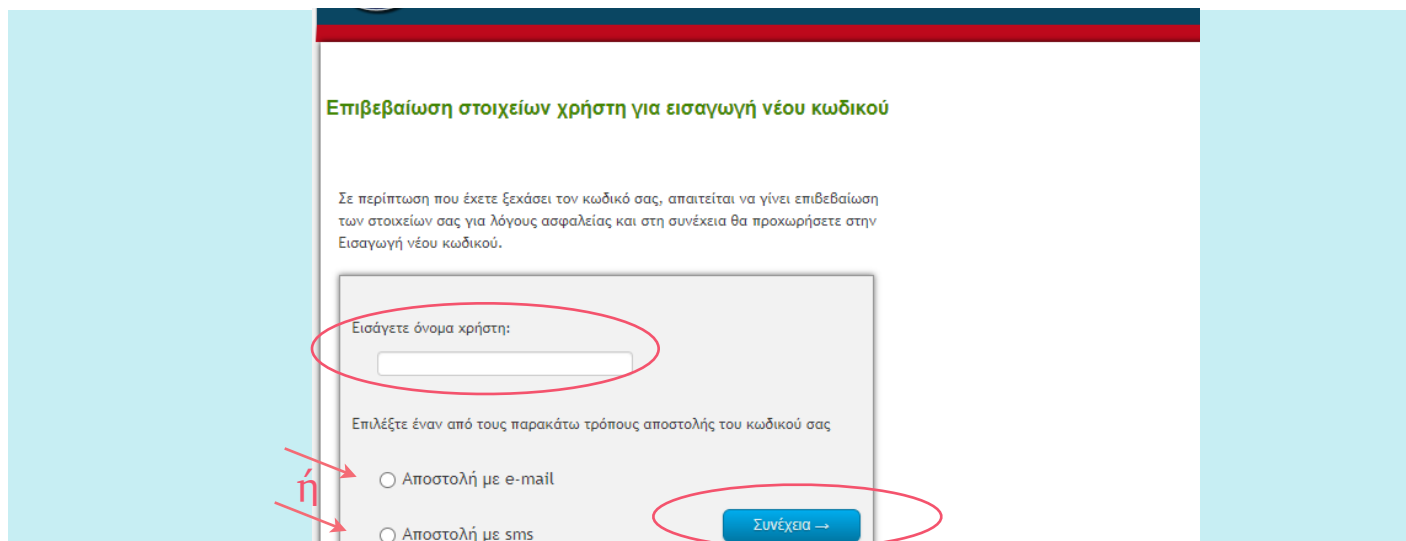 Επιβεβαίωση στοιχείων χρήστη για εισαγωγή νέου κωδικού
Σε περίπτωση που έχετε ξεχάσει τον κωδικό σας, απαιτείται να γίνει επιβεβαίωση
των στοιχείων σας για λόγους ασφαλείας και στη συνέχεια θα προχωρήσετε στην
Εισαγωγή νέου κωδικού.
Εισάγετε όνομα χρήστη:
Επιλέξτε έναν από τους παρακάτω τρόπους αποστολής του κωδικού σας
Αποστολή με e-mail
ή
Συνέχεια →
Αποστολή με sms